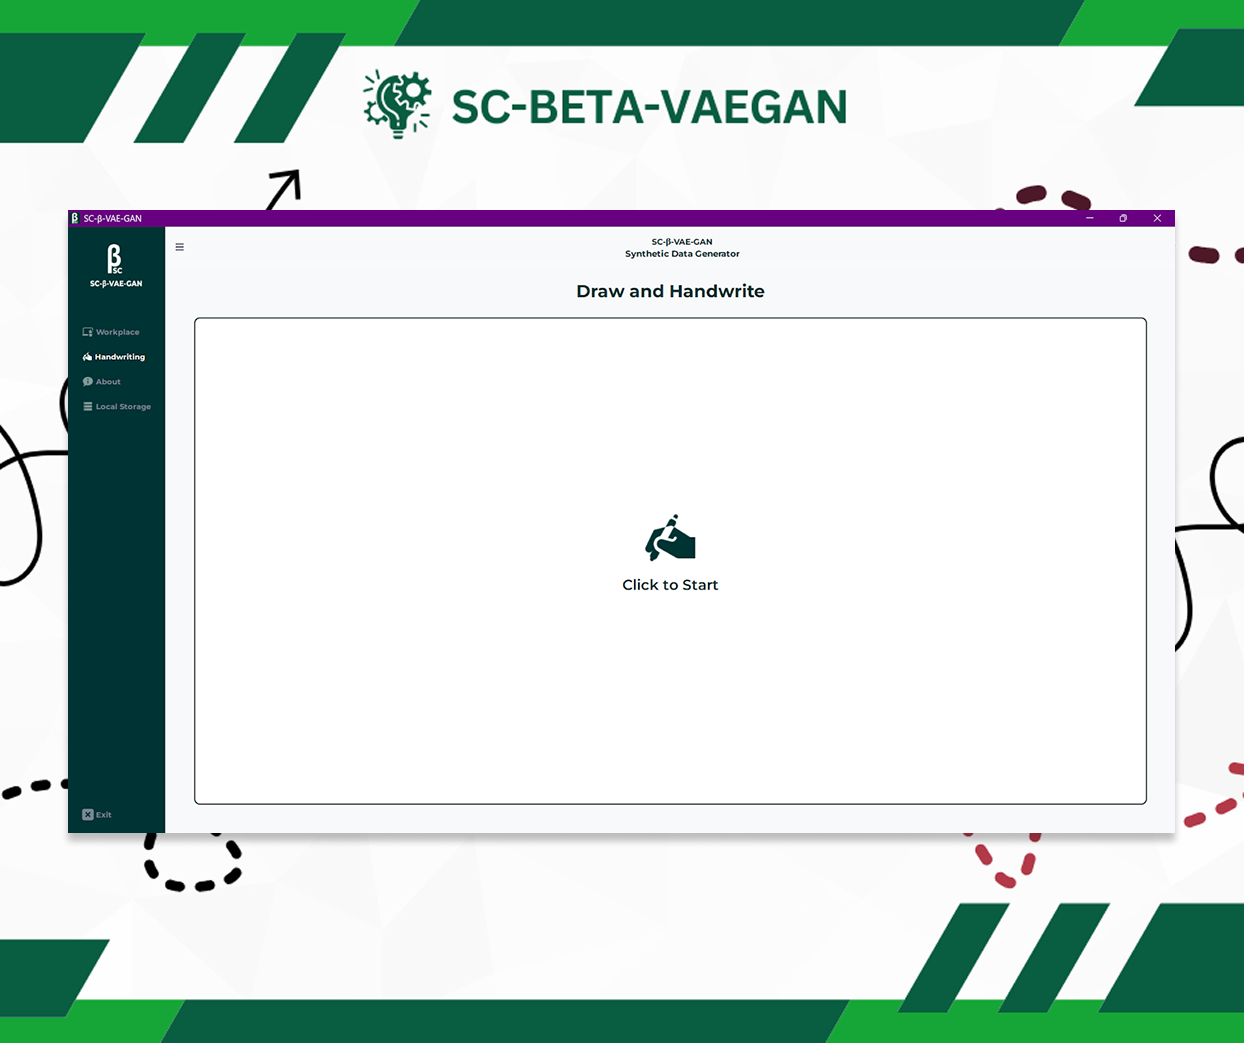 SC-BETA-VAEGAN
β SC-β-VAE-GAN
β
SC
SC-β-VAE-GAN
Workplace
Handwriting
About
Local Storage
Exit
SC-β-VAE-GAN
Synthetic Data Generator
Draw and Handwrite
Click to Start